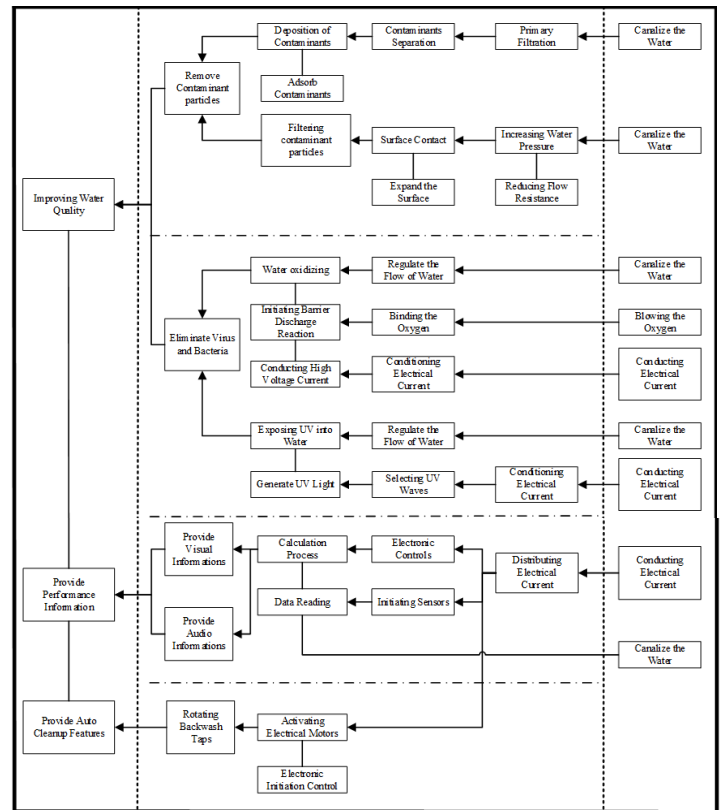 Deposition of
Contaminants
Contaminants
Separation
Primary
Filtration
Canalize the
Water
Remove
Contaminant
particles
Adsorb
Contaminants
Filtering
contaminant
particles
Surface Contact
Increasing Water
Pressure
Canalize the
Water
Improving Water
Quality
Expand the
Surface
Reducing Flow
Resistance
Water oxidizing
Regulate the
Flow of Water
Canalize the
Water
Initiating Barrier
Discharge
Reaction
Binding the
Oxygen
Blowing the
Oxygen
Eliminate Virus
and Bacteria
Conducting High
Voltage Current
Conditioning
Electrical
Current
Conducting
Electrical
Current
Exposing UV into
Water
Regulate the
Flow of Water
Canalize the
Water
Generate UV Light
Selecting UV
Waves
Conditioning
Electrical
Current
Conducting
Electrical
Current
Provide
Visual
Informations
Calculation
Process
Electronic
Controls
Distributing
Electrical
Current
Conducting
Electrical
Current
Provide
Performance
Information
Provide
Audio
Informations
Data Reading
Initiating Sensors
Canalize the
Water
Provide Auto
Cleanup Features
Rotating
Backwash
Taps
Activating
Electrical Motors
Electronic
Initiation Control